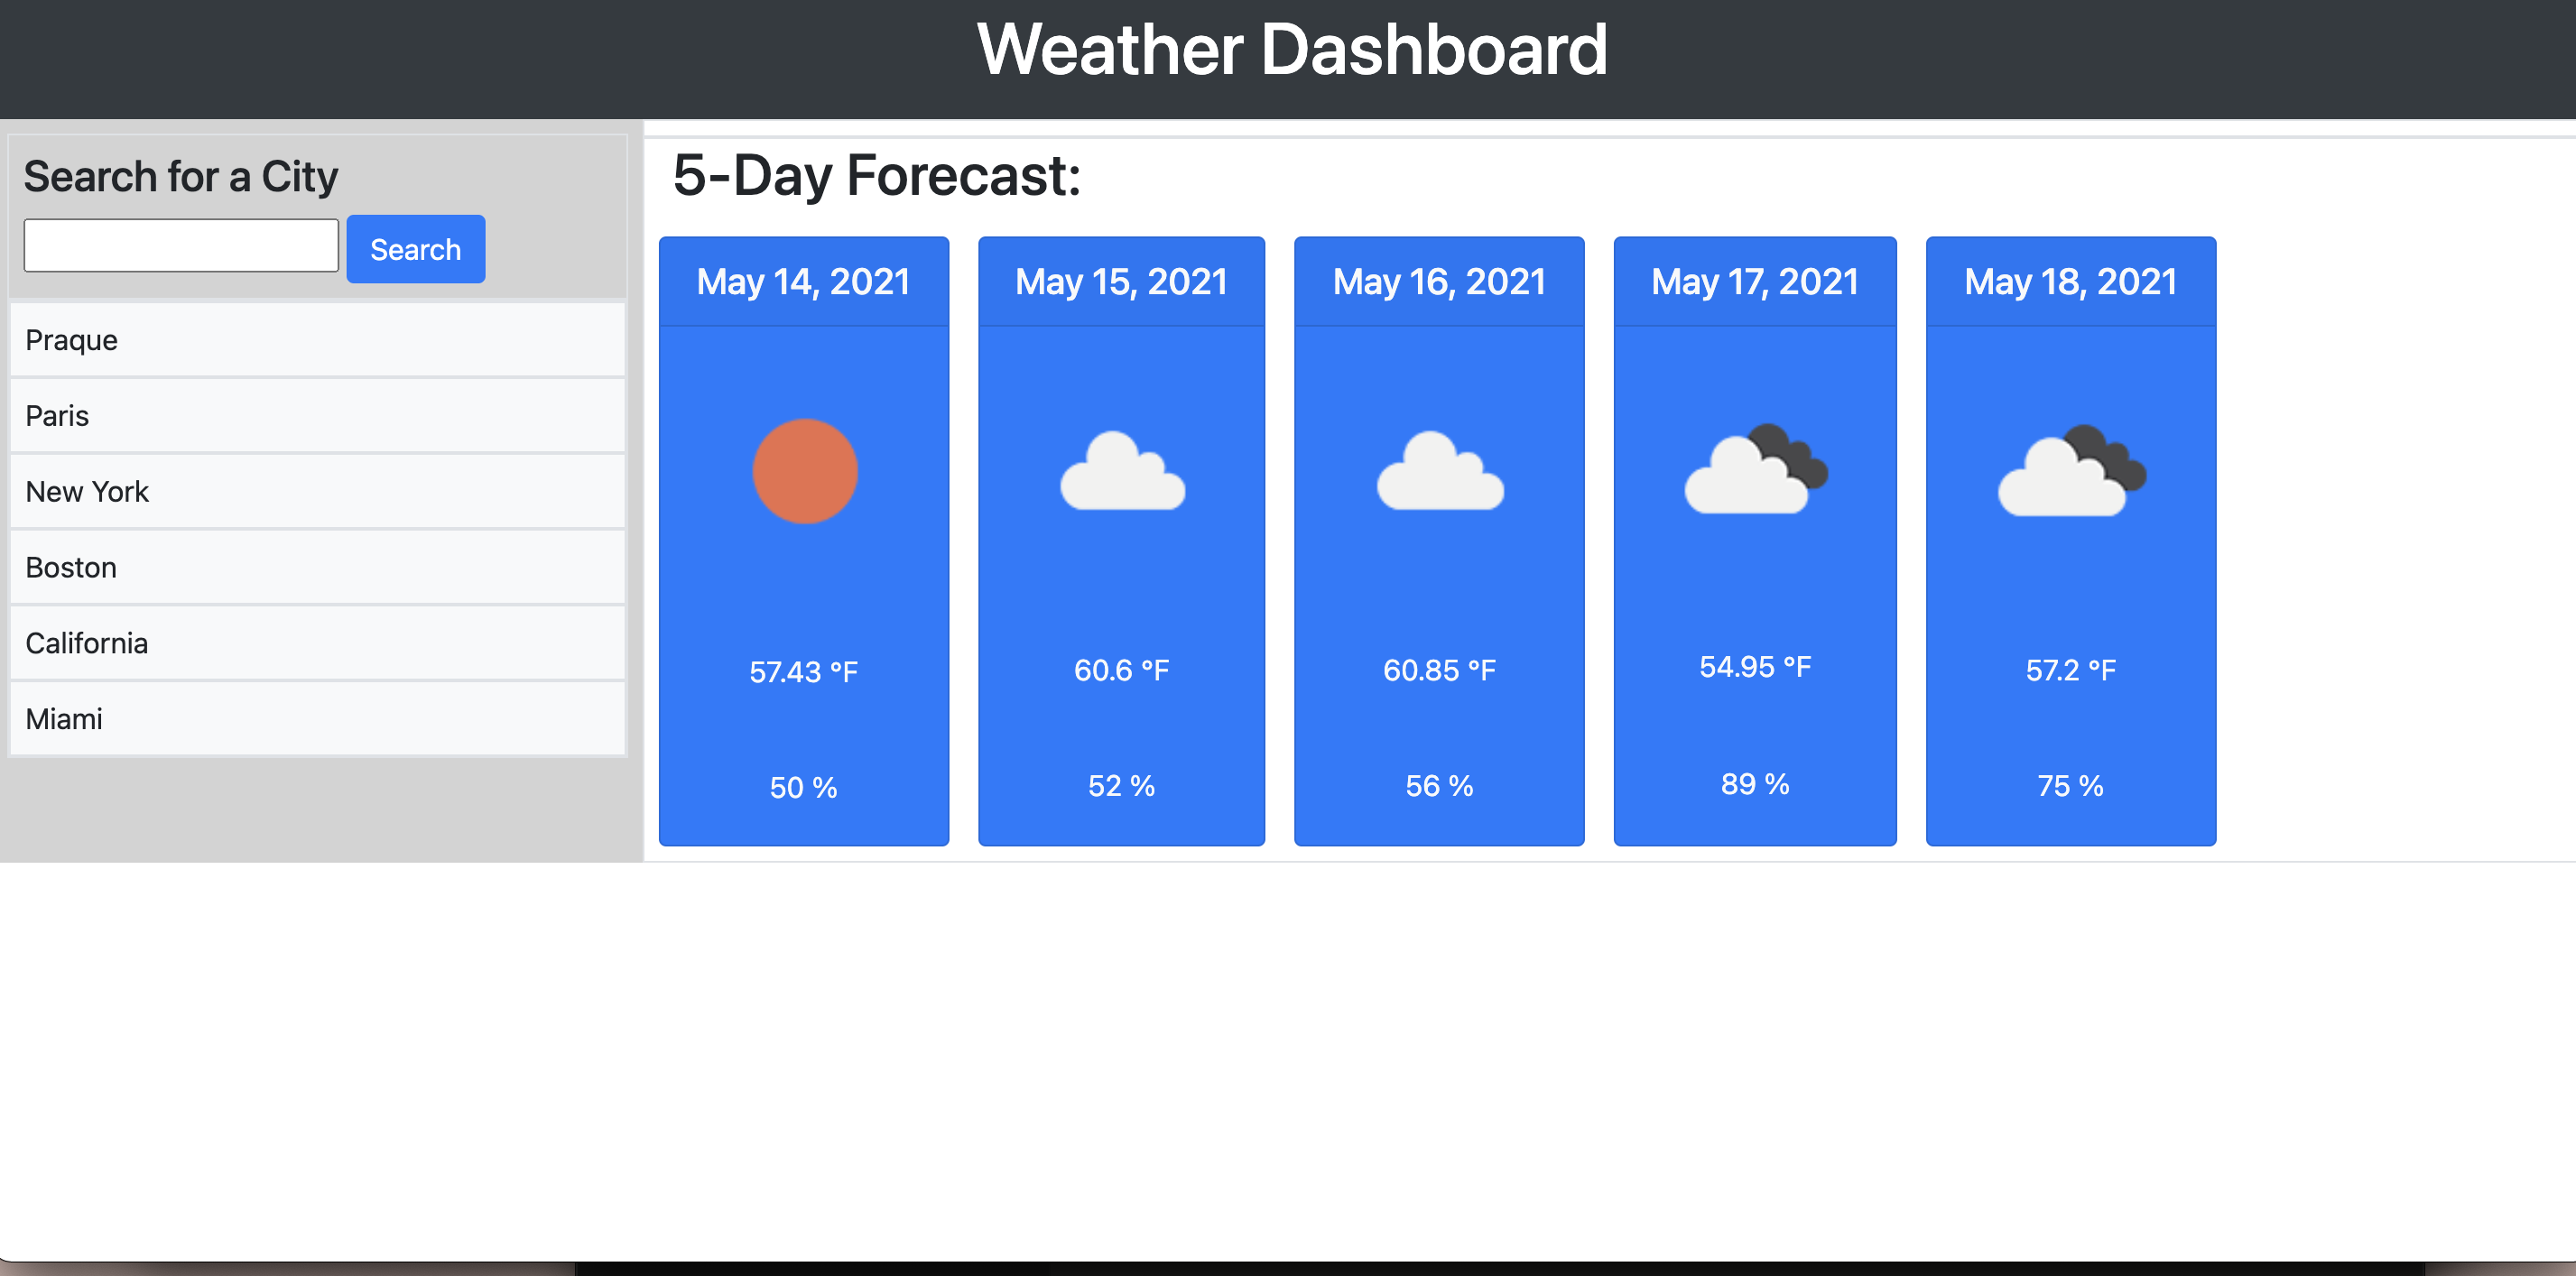 Weather Dashboard
Search for a City
Search
Praque
Paris
New York
Boston
California
Miami
5-Day Forecast:
May 14, 2021
57.43 °F
50 %
May 15, 2021
60.6 °F
52 %
May 16, 2021
60.85 °F
56 %
May 17, 2021
54.95 °F
89 %
May 18, 2021
57.2 °F
75 %